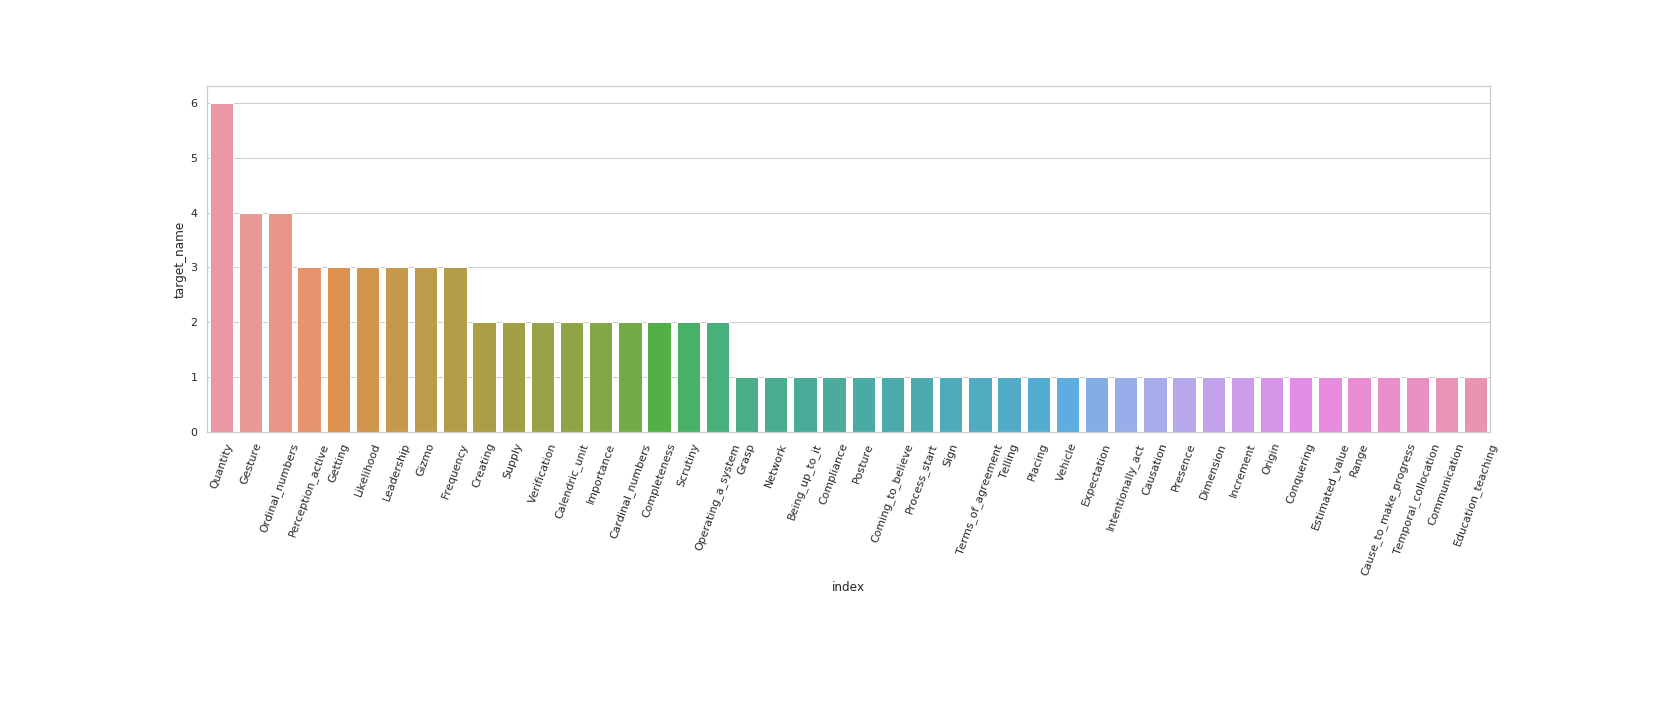 6
5
4
3
2
1
0
target_name
Quantity
Gesture
Ordinal_numbers
Perception_active
Getting
Likelihood
Leadership
Gizmo
Frequency
Creating
Supply
Verification
Calendric_unit
Importance
Cardinal_numbers
Completeness
Scrutiny
Operating_a_system
Grasp
Network
Being_up_to_it
Compliance
Posture
Coming_to_believe
Process_start
Sign
Terms_of_agreement
Telling
Placing
Vehicle
Expectation
Intentionally_act
Causation
Presence
Dimension
Increment
Origin
Conquering
Estimated_value
Range
Cause_to_make_progress
Temporal_collocation
Communication
Education_teaching
index